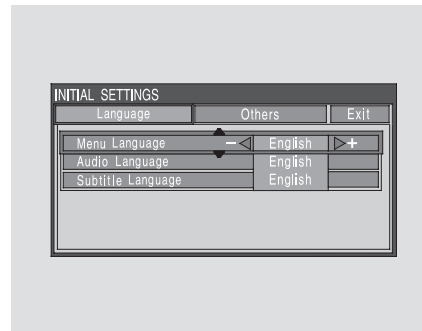 INITIAL SETTINGS
Language Others Exit
Menu Language − English +
Audio Language English
Subtitle Language English